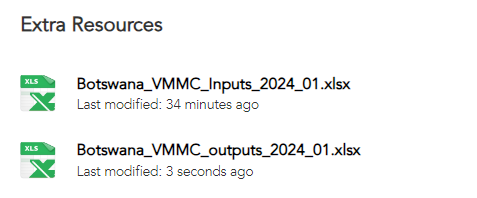 Extra Resources
XLS
Botswana_VMMC_Inputs_2024_01.xlsx
Last modified: 34 minutes ago
XLS
Botswana_VMMC_outputs_2024_01.xlsx
Last modified: 3 seconds ago